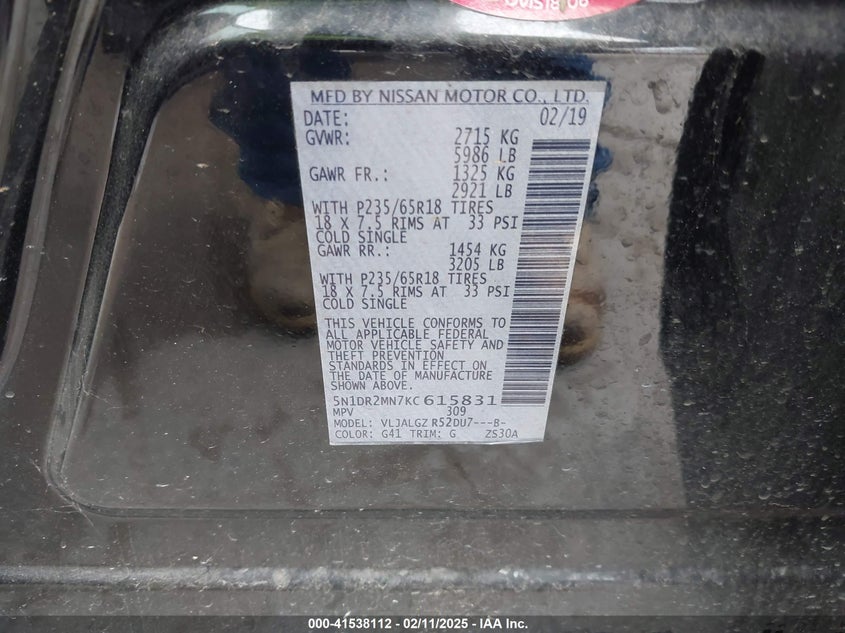 MFD BY NISSAN MOTOR CO., LTD.
DATE: 02/19
GVWR: 2715 KG
5986 LB
GAWR FR.: 1325 KG
2921 LB
WITH P235/65R18 TIRES
18 X 7.5 RIMS AT 33 PSI
COLD SINGLE
GAWR RR.: 1454 KG
3205 LB
WITH P235/65R18 TIRES
18 X 7.5 RIMS AT 33 PSI
COLD SINGLE
THIS VEHICLE CONFORMS TO
ALL APPLICABLE FEDERAL
MOTOR VEHICLE SAFETY AND
THEFT PREVENTION
STANDARDS IN EFFECT ON
THE DATE OF MANUFACTURE
SHOWN ABOVE.
5N1DR2MN7KC615831
MPV 309
MODEL: VLJALGZ R52DU7---B-
COLOR: G41 TRIM: G ZS30A
000-41538112 - 02/11/2025 - IAA Inc.